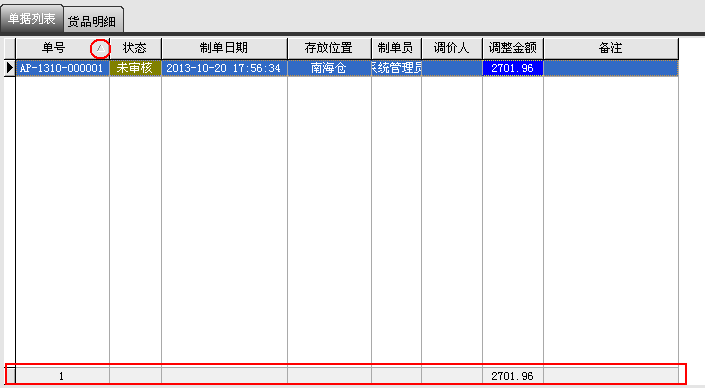 单据列表 货品明细
单号 状态 制单日期 存放位置 制单员 调价人 调整金额 备注
AP-1310-000001 未审核 2013-10-20 17:56:34 南海仓 系统管理员 2701.96
1 2701.96